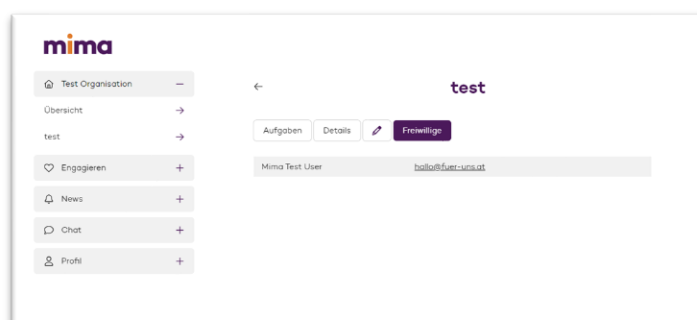 mima
Test Organisation
Übersicht
test
Engagieren
News
Chat
Profil
test
Aufgaben Details Freiwillige
Mima Test User hallo@fuer-uns.at